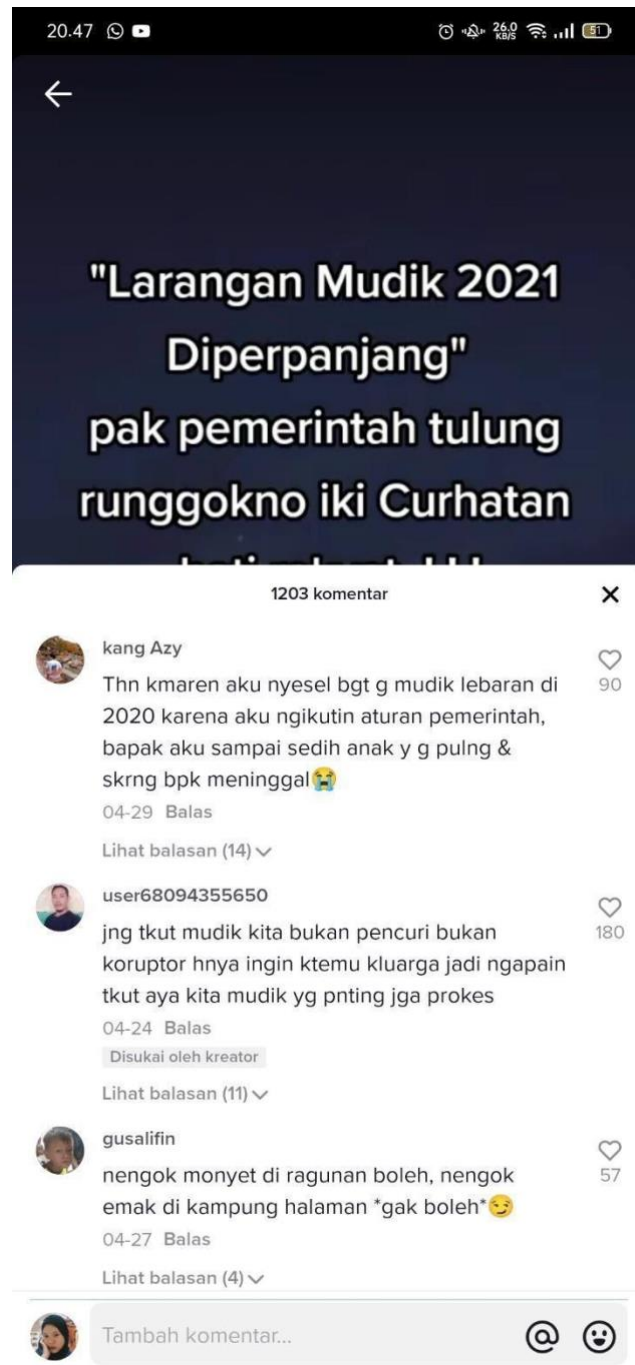 20.47
26.0
KB/S
51
"Larangan Mudik 2021
Diperpanjang"
pak pemerintah tulung
runggokno iki Curhatan
1203 komentar
kang Azy
Thn kmaren aku nyesel bgt g mudik lebaran di
2020 karena aku ngikutin aturan pemerintah,
bapak aku sampai sedih anak y g pulng &
skrng bpk meninggal😭
90
04-29 Balas
Lihat balasan (14)
user68094355650
jng tkut mudik kita bukan pencuri bukan
koruptor hnya ingin ktemu kluarga jadi ngapain
tkut aya kita mudik yg pnting jga prokes
180
04-24 Balas
Disukai oleh kreator
Lihat balasan (11)
gusalifin
nengok monyet di ragunan boleh, nengok
emak di kampung halaman *gak boleh*😏
57
04-27 Balas
Lihat balasan (4)
Tambah komentar...